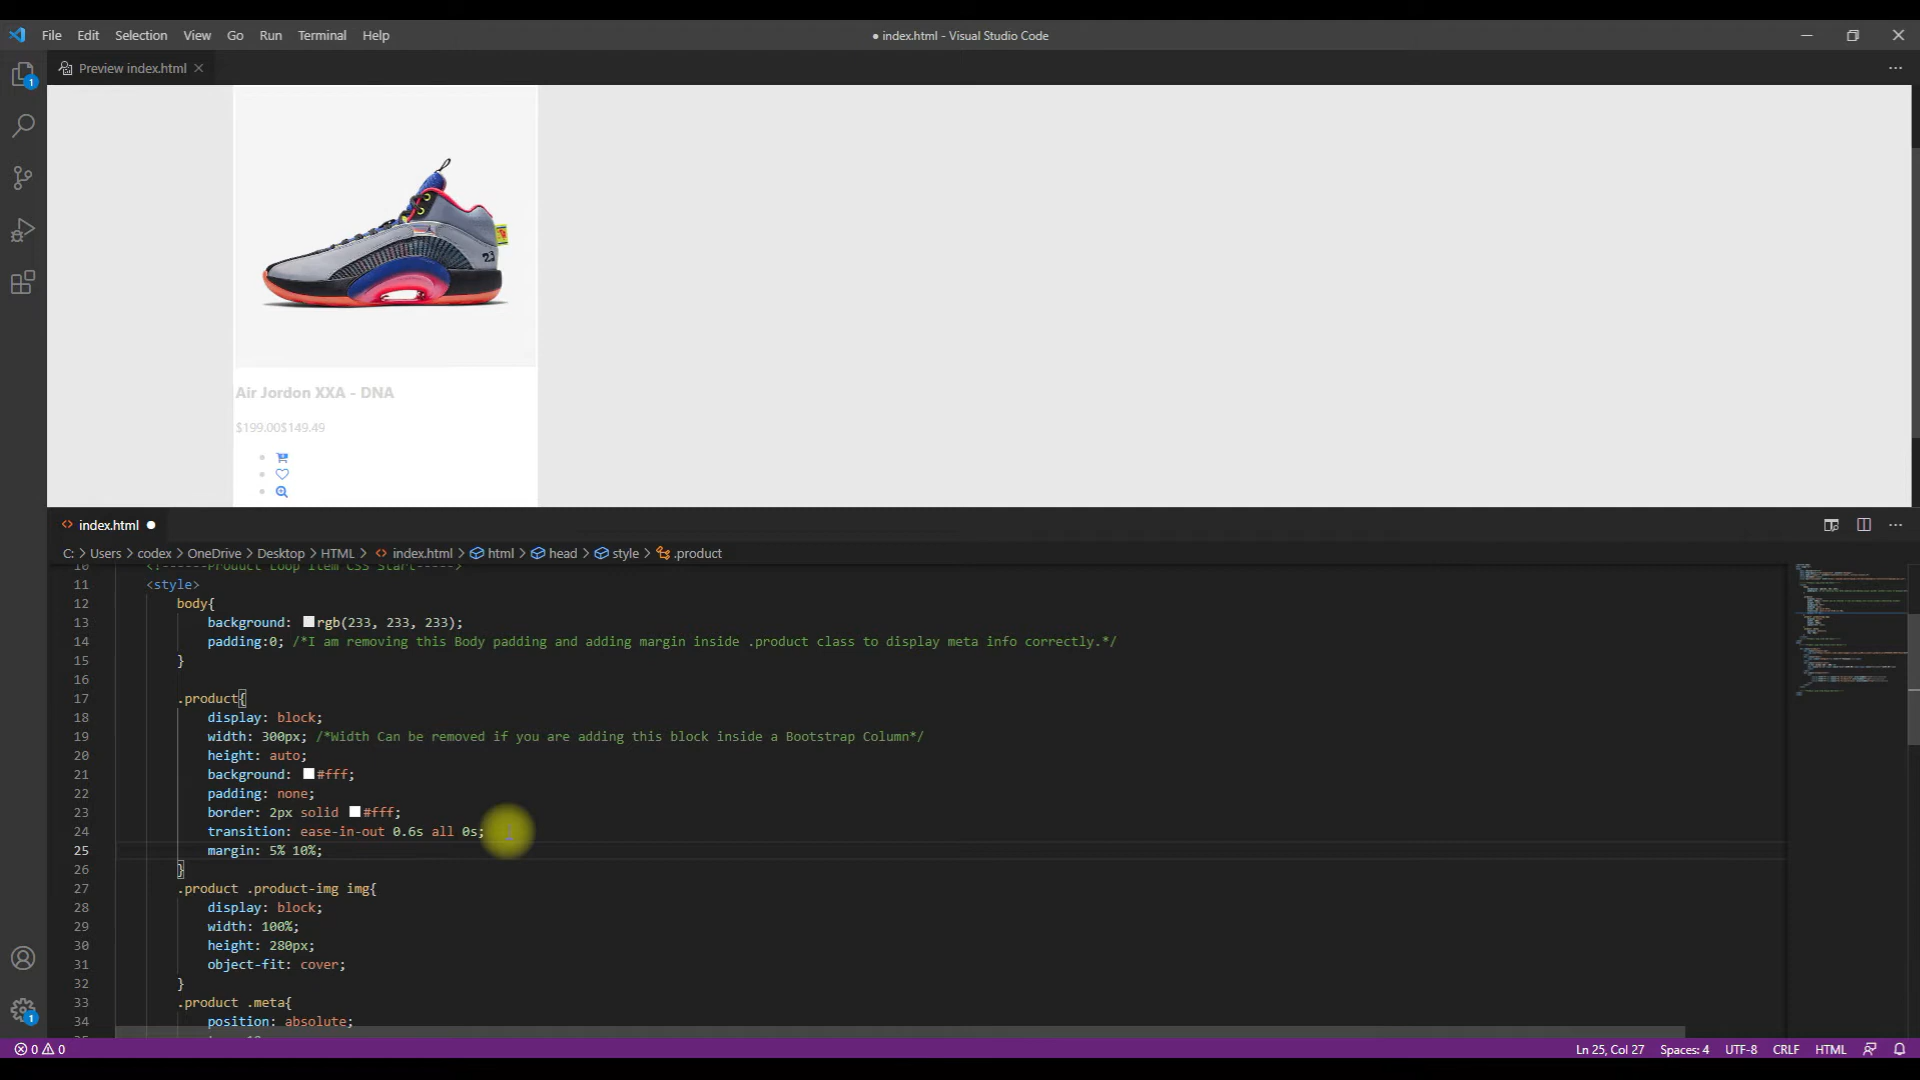 File Edit Selection View Go Run Terminal Help
● index.html - Visual Studio Code
Preview index.html
1
Air Jordon XXA - DNA
$199.00$149.49
index.html
C: > Users > codex > OneDrive > Desktop > HTML > index.html > html > head > style > .product
10 <!------Product Loop Item CSS Start----->
11 <style>
12 body{
13 background: rgb(233, 233, 233);
14 padding:0; /*I am removing this Body padding and adding margin inside .product class to display meta info correctly.*/
15 }
16
17 .product{
18 display: block;
19 width: 300px; /*Width Can be removed if you are adding this block inside a Bootstrap Column*/
20 height: auto;
21 background: #fff;
22 padding: none;
23 border: 2px solid #fff;
24 transition: ease-in-out 0.6s all 0s;
25 margin: 5% 10%;
26 }
27 .product .product-img img{
28 display: block;
29 width: 100%;
30 height: 280px;
31 object-fit: cover;
32 }
33 .product .meta{
34 position: absolute;
1
0 0
Ln 25, Col 27 Spaces: 4 UTF-8 CRLF HTML